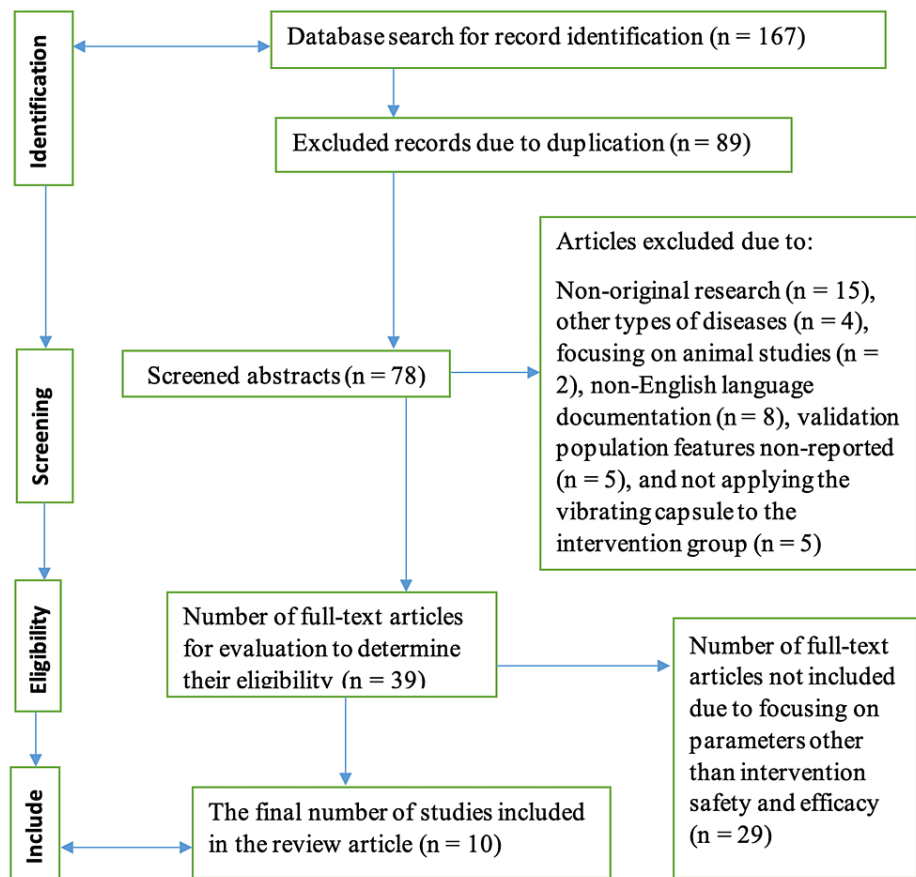 Identification
Database search for record identification (n = 167)
Excluded records due to duplication (n = 89)
Articles excluded due to:
Non-original research (n = 15),
other types of diseases (n = 4),
focusing on animal studies (n =
2), non-English language
documentation (n = 8), validation
population features non-reported
(n = 5), and not applying the
vibrating capsule to the
intervention group (n = 5)
Screening
Screened abstracts (n = 78)
Eligibility
Number of full-text articles
for evaluation to determine
their eligibility (n = 39)
Number of full-text
articles not included
due to focusing on
parameters other
than intervention
safety and efficacy
(n = 29)
Include
The final number of studies included
in the review article (n = 10)